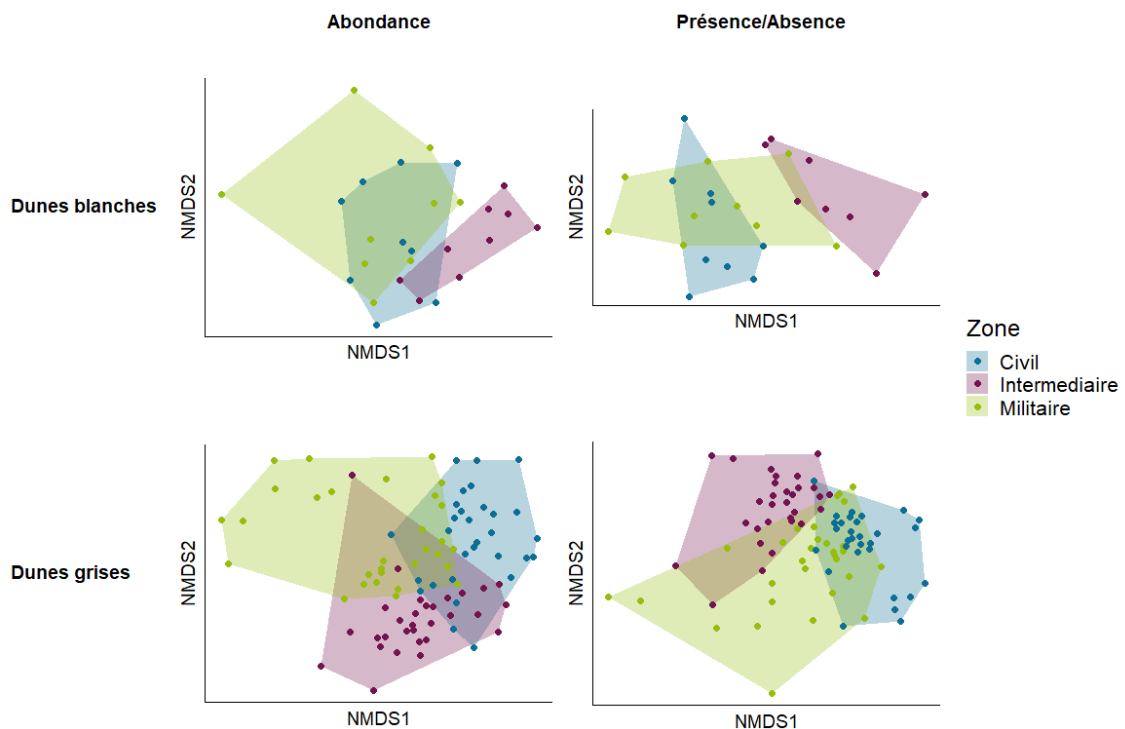 Abondance
Présence/Absence
Dunes blanches
NMDS2
NMDS1
NMDS2
NMDS1
Zone
Civil
Intermediaire
Militaire
Dunes grises
NMDS2
NMDS1
NMDS2
NMDS1